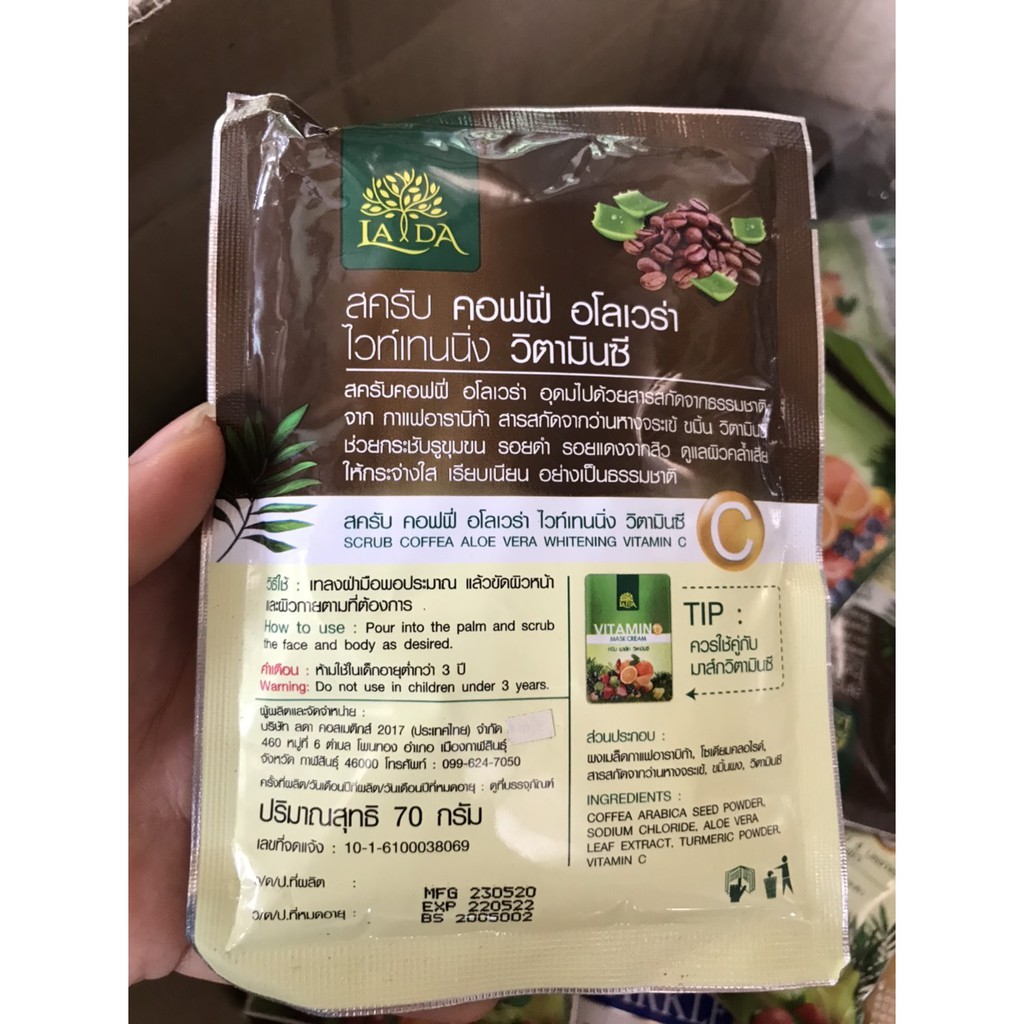 LADA
สครับ คอฟฟี่ อโลเวร่า
ไวท์เทนนิ่ง วิตามินซี
สครับคอฟฟี่ อโลเวร่า อุดมไปด้วยสารสกัดจากธรรมชาติ
จาก กาแฟอาราบิก้า สารสกัดจากว่านหางจระเข้ ขมิ้น วิตามินซี
ช่วยกระชับรูขุมขน รอยดำ รอยแดงจากสิว ดูแลผิวคล้ำเสีย
ให้กระจ่างใส เรียบเนียน อย่างเป็นธรรมชาติ
สครับ คอฟฟี่ อโลเวร่า ไวท์เทนนิ่ง วิตามินซี
SCRUB COFFEA ALOE VERA WHITENING VITAMIN C
C
วิธีใช้ : เทลงฝ่ามือพอประมาณ แล้วขัดผิวหน้า
และผิวกายตามที่ต้องการ
How to use : Pour into the palm and scrub
the face and body as desired.
คำเตือน : ห้ามใช้ในเด็กอายุต่ำกว่า 3 ปี
Warning: Do not use in children under 3 years.
ผู้ผลิตและจัดจำหน่าย :
บริษัท ลดา คอสเมติกส์ 2017 (ประเทศไทย) จำกัด
460 หมู่ที่ 6 ตำบล โพนทอง อำเภอ เมืองกาฬสินธุ์
จังหวัด กาฬสินธุ์ 46000 โทรศัพท์ : 099-624-7050
ครั้งที่ผลิต/วันเดือนปีที่ผลิต/วันเดือนปีที่หมดอายุ : ดูที่บรรจุภัณฑ์
ปริมาณสุทธิ 70 กรัม
เลขที่จดแจ้ง : 10-1-6100038069
ว/ด/ป.ที่ผลิต :
ว/ด/ป.ที่หมดอายุ :
MFG 230520
EXP 220522
BS 2005002
LADA
VITAMIN C
MASK CREAM
ครีม มาส์ก วิตามินซี
TIP :
ควรใช้คู่กับ
มาส์กวิตามินซี
ส่วนประกอบ :
ผงเมล็ดกาแฟอาราบิก้า, โซเดียมคลอไรด์,
สารสกัดจากว่านหางจระเข้, ขมิ้นผง, วิตามินซี
INGREDIENTS :
COFFEA ARABICA SEED POWDER,
SODIUM CHLORIDE, ALOE VERA
LEAF EXTRACT, TURMERIC POWDER,
VITAMIN C